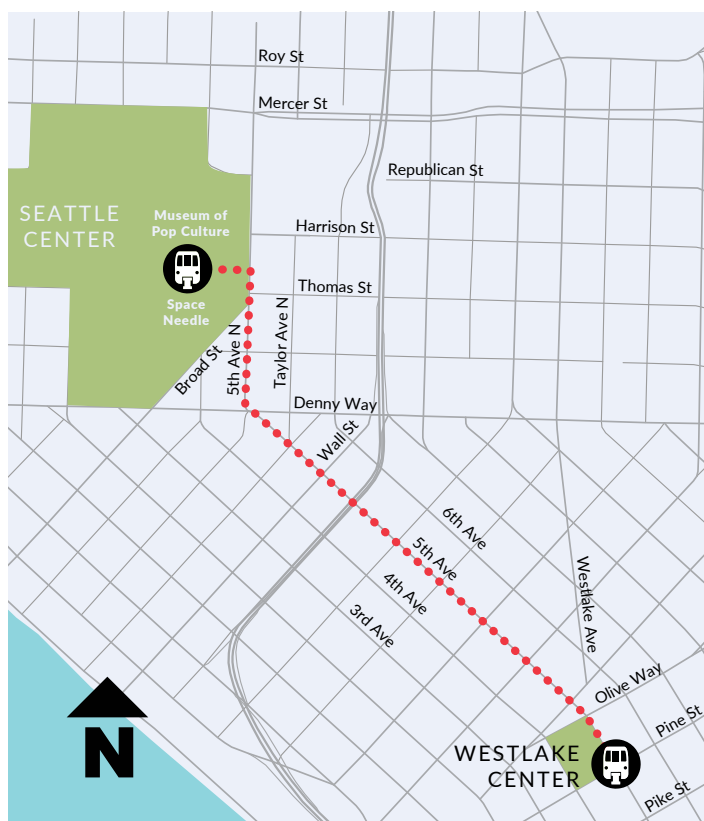 Roy St
Mercer St
Republican St
SEATTLE
CENTER
Museum of
Pop Culture
Harrison St
Space
Needle
Thomas St
Broad St
5th Ave N
Taylor Ave N
Denny Way
Wall St
6th Ave
5th Ave
4th Ave
3rd Ave
Westlake Ave
Olive Way
Pine St
Pike St
WESTLAKE
CENTER
N